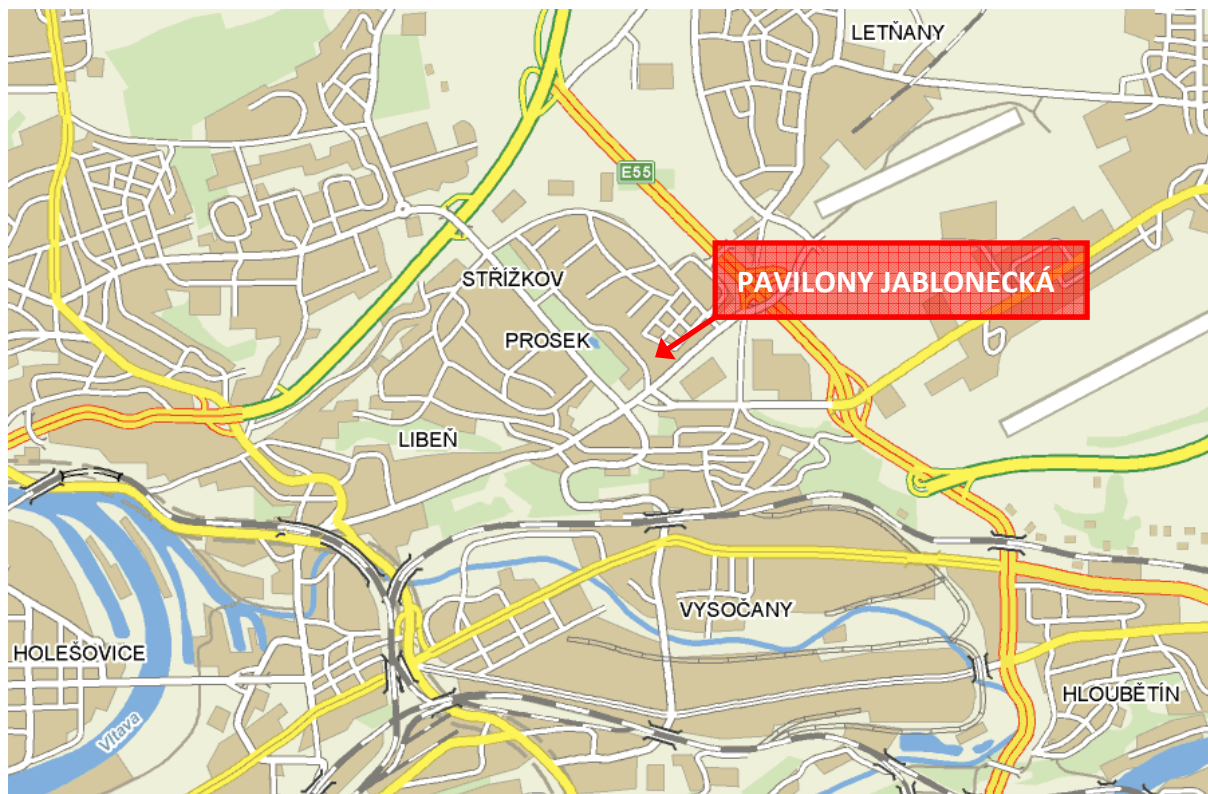 LETŇANY
E55
STŘÍŽKOV
PAVILONY JABLONECKÁ
PROSEK
LIBEŇ
VYSOČANY
HOLEŠOVICE
HLOUBĚTÍN
Vltava